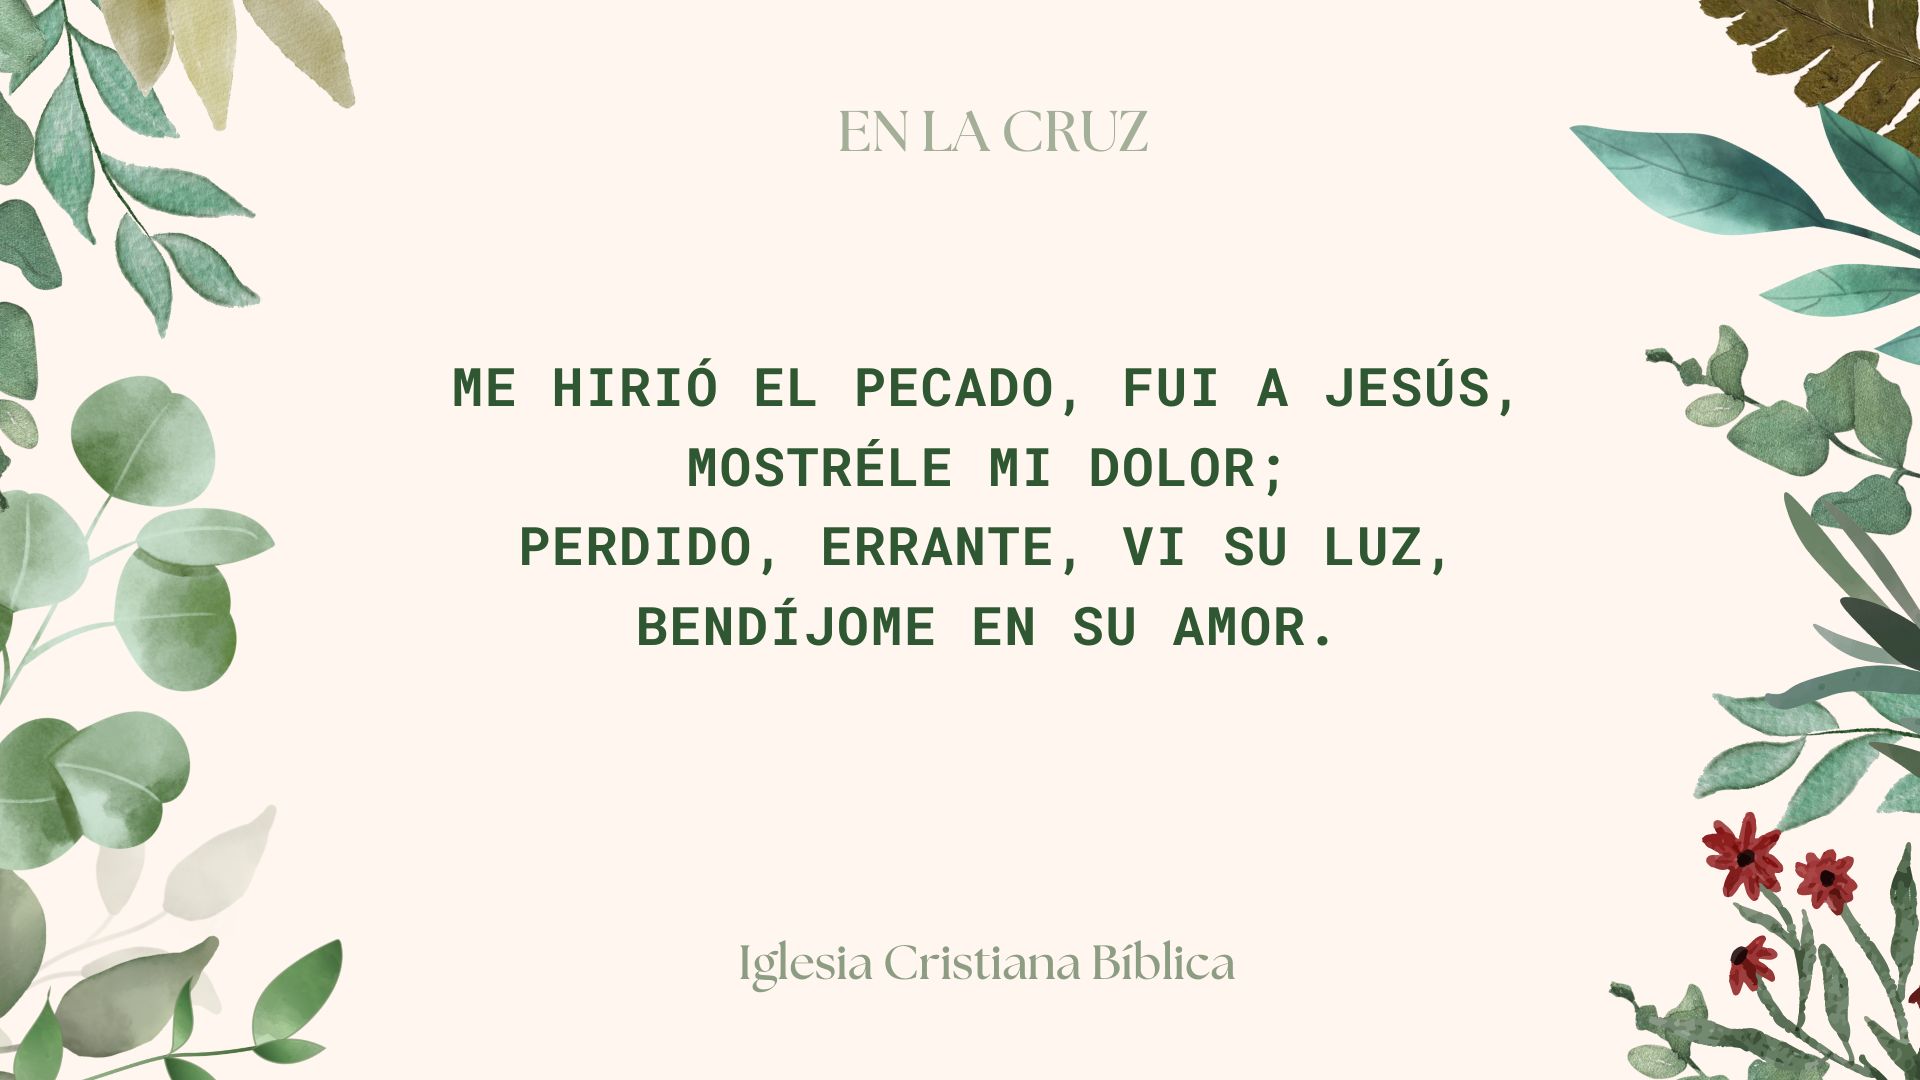 EN LA CRUZ
ME HIRIÓ EL PECADO, FUI A JESÚS,
MOSTRÉLE MI DOLOR;
PERDIDO, ERRANTE, VI SU LUZ,
BENDÍJOME EN SU AMOR.
Iglesia Cristiana Bíblica